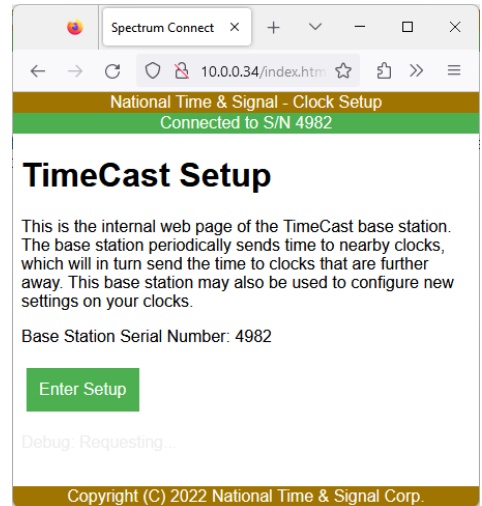 Spectrum Connect
10.0.0.34/index.htm
National Time & Signal - Clock Setup
Connected to S/N 4982
TimeCast Setup
This is the internal web page of the TimeCast base station.
The base station periodically sends time to nearby clocks,
which will in turn send the time to clocks that are further
away. This base station may also be used to configure new
settings on your clocks.
Base Station Serial Number: 4982
Enter Setup
Debug: Requesting...
Copyright (C) 2022 National Time & Signal Corp.